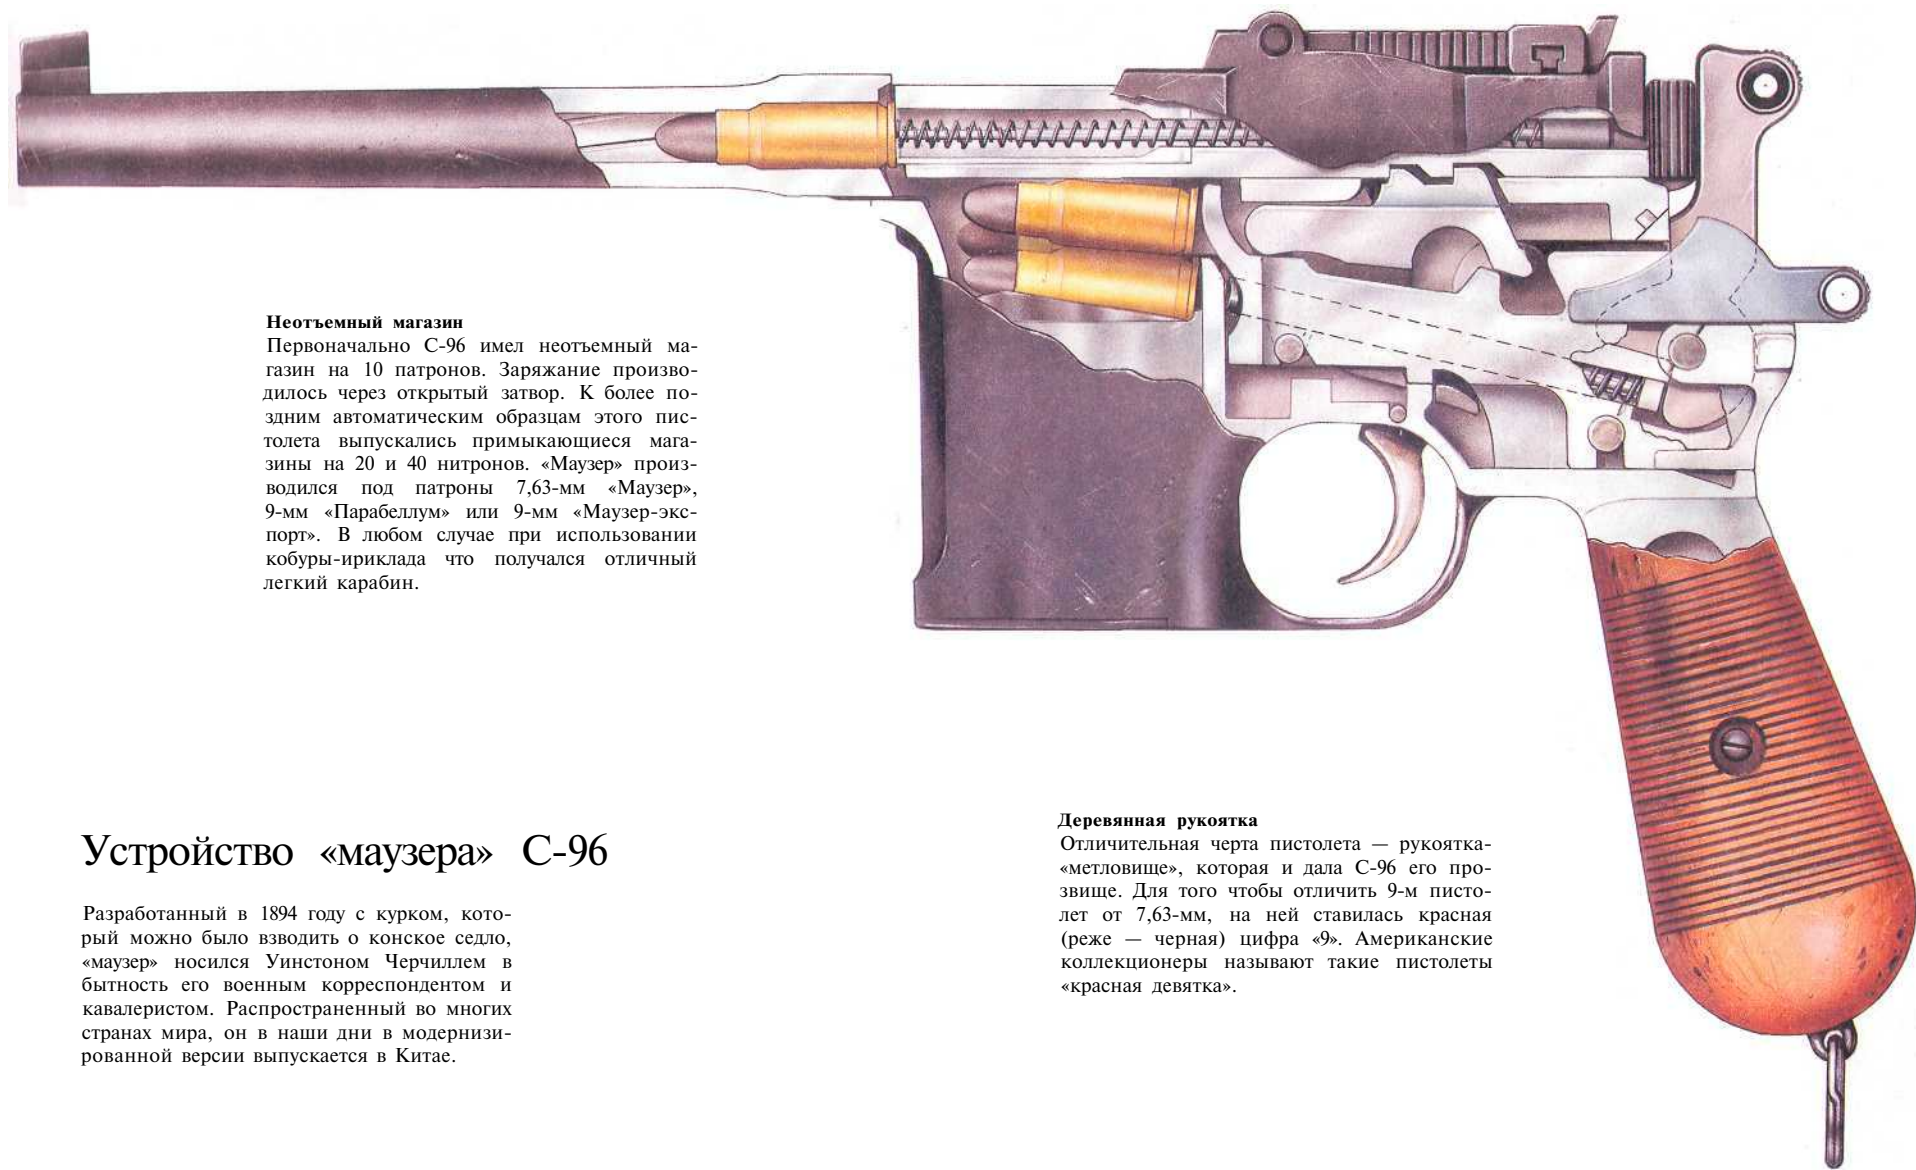 Неотъемный магазин
Первоначально С-96 имел неотъемный ма-
газин на 10 патронов. Заряжание произво-
дилось через открытый затвор. К более по-
здним автоматическим образцам этого пис-
толета выпускались примыкающиеся мага-
зины на 20 и 40 нитронов. «Маузер» произ-
водился под патроны 7,63-мм «Маузер»,
9-мм «Парабеллум» или 9-мм «Маузер-экс-
порт». В любом случае при использовании
кобуры-ириклада что получался отличный
легкий карабин.
Устройство «маузера» С-96
Разработанный в 1894 году с курком, кото-
рый можно было взводить о конское седло,
«маузер» носился Уинстоном Черчиллем в
бытность его военным корреспондентом и
кавалеристом. Распространенный во многих
странах мира, он в наши дни в модернизи-
рованной версии выпускается в Китае.
Деревянная рукоятка
Отличительная черта пистолета — рукоятка-
«метловище», которая и дала С-96 его про-
звище. Для того чтобы отличить 9-м писто-
лет от 7,63-мм, на ней ставилась красная
(реже — черная) цифра «9». Американские
коллекционеры называют такие пистолеты
«красная девятка».